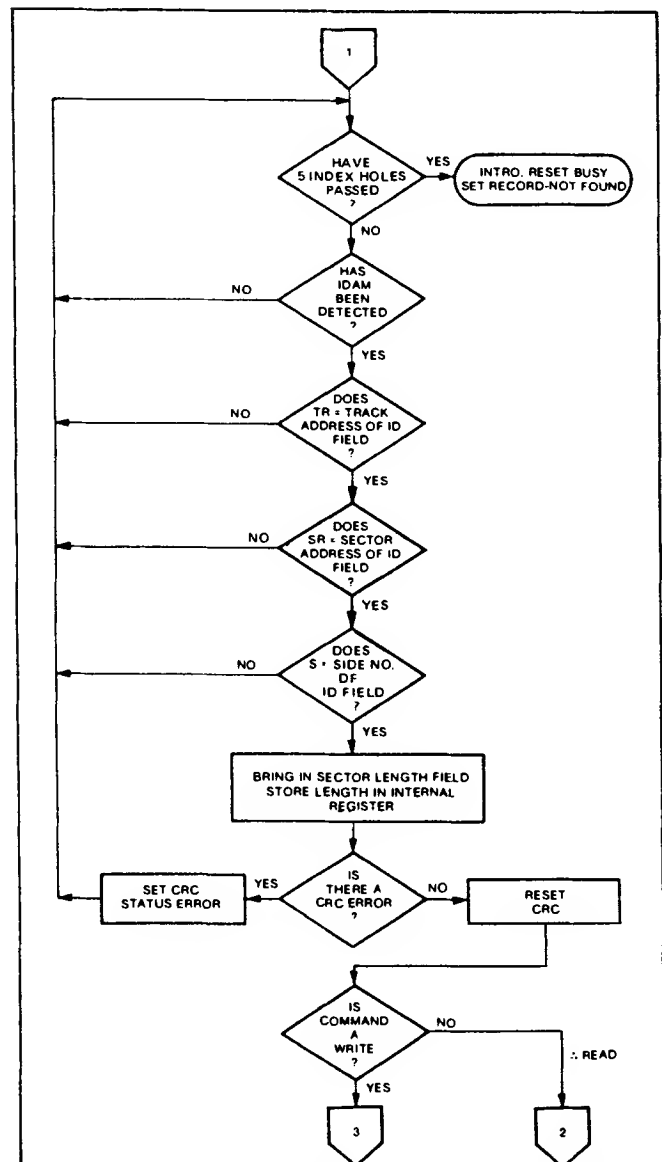 1
HAVE
5 INDEX HOLES
PASSED
?
YES
INTRQ. RESET BUSY
SET RECORD-NOT FOUND
NO
HAS
IDAM
BEEN
DETECTED
?
NO
YES
DOES
TR = TRACK
ADDRESS OF ID
FIELD
?
NO
YES
DOES
SR = SECTOR
ADDRESS OF ID
FIELD
?
NO
YES
DOES
S = SIDE NO.
OF
ID FIELD
?
NO
YES
BRING IN SECTOR LENGTH FIELD
STORE LENGTH IN INTERNAL
REGISTER
SET CRC
STATUS ERROR
YES
IS
THERE A
CRC ERROR
?
NO
RESET
CRC
IS
COMMAND
A
WRITE
?
NO
∴ READ
YES
3
2